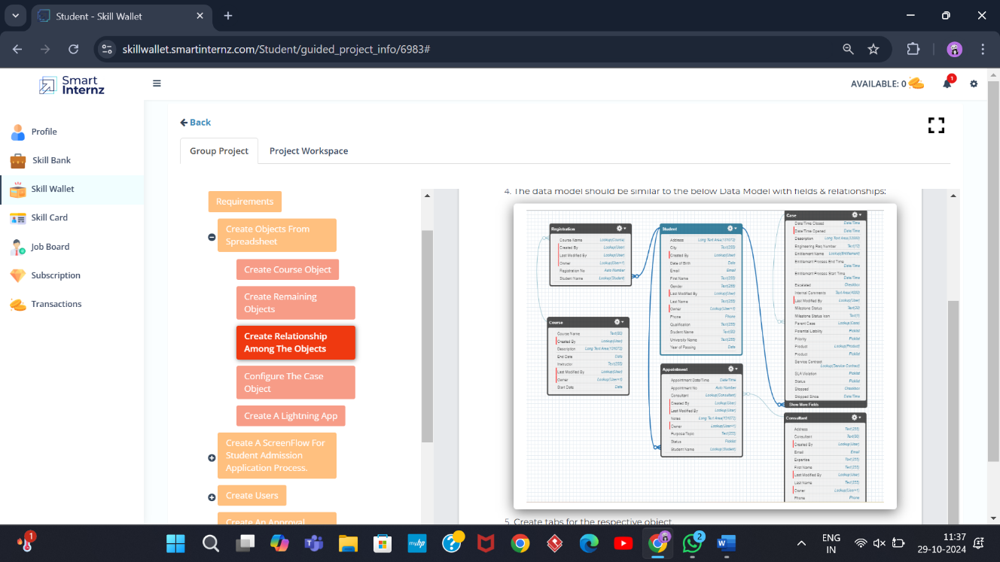 Student - Skill Wallet
skillwallet.smartinternz.com/Student/guided_project_info/6983#
Smart
Internz
AVAILABLE: 0
1
Profile
Skill Bank
Skill Wallet
Skill Card
Job Board
Subscription
Transactions
Back
Group Project
Project Workspace
Requirements
Create Objects From
Spreadsheet
Create Course Object
Create Remaining
Objects
Create Relationship
Among The Objects
Configure The Case
Object
Create A Lightning App
Create A ScreenFlow For
Student Admission
Application Process.
Create Users
Create An Approval
4. The data model should be similar to the below Data Model with fields & relationships:
Registration
Course Name Lookup(Course)
Created By Lookup(User)
Last Modified By Lookup(User)
Owner Lookup(User+1)
Registration No Auto Number
Student Name Lookup(Student)
Course
Course Name Text(80)
Created By Lookup(User)
Description Long Text Area(131072)
End Date Date
Instructor Text(255)
Last Modified By Lookup(User)
Owner Lookup(User+1)
Start Date Date
Student
Address Long Text Area(131072)
City Text(255)
Created By Lookup(User)
Date of Birth Date
Email Email
First Name Text(255)
Gender Text(255)
Last Modified By Lookup(User)
Last Name Text(255)
Owner Lookup(User+1)
Phone Phone
Qualification Text(255)
Student Name Text(80)
University Name Text(255)
Year of Passing Date
Appointment
Appointment Date/Time Date/Time
Appointment No Auto Number
Consultant Lookup(Consultant)
Created By Lookup(User)
Last Modified By Lookup(User)
Notes Long Text Area(131072)
Owner Lookup(User+1)
Purpose/Topic Text(255)
Status Picklist
Student Name Lookup(Student)
Case
Date/Time Closed Date/Time
Date/Time Opened Date/Time
Description Long Text Area(32000)
Engineering Req Number Text(12)
Entitlement Name Lookup(Entitlement)
Entitlement Process End Time
Date/Time
Entitlement Process Start Time
Date/Time
Escalated Checkbox
Internal Comments Text Area(4000)
Last Modified By Lookup(User)
Milestone Status Text(30)
Milestone Status Icon Text(1)
Parent Case Lookup(Case)
Potential Liability Picklist
Priority Picklist
Product Lookup(Product)
Product Picklist
Service Contract
Lookup(Service Contract)
SLA Violation Picklist
Status Picklist
Stopped Checkbox
Stopped Since Date/Time
Show More Fields
Consultant
Address Text(255)
Consultant Text(80)
Created By Lookup(User)
Email Email
Expertise Text(255)
First Name Text(255)
Last Modified By Lookup(User)
Last Name Text(255)
Owner Lookup(User+1)
Phone Phone
5. Create tabs for the respective object.
1
2
ENG
IN
11:37
29-10-2024